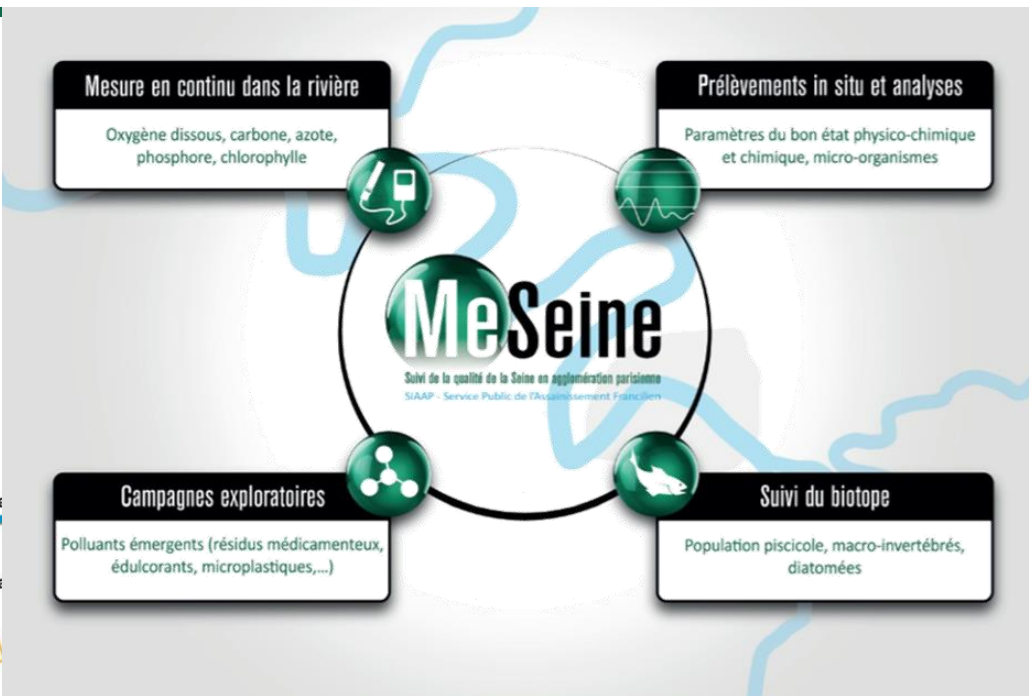 Mesure en continu dans la rivière
Oxygène dissous, carbone, azote,
phosphore, chlorophylle
Prélèvements in situ et analyses
Paramètres du bon état physico-chimique
et chimique, micro-organismes
MeSeine
Suivi de la qualité de la Seine en agglomération parisienne
SIAAP - Service Public de l'Assainissement Francilien
Campagnes exploratoires
Polluants émergents (résidus médicamenteux,
édulcorants, microplastiques,...)
Suivi du biotope
Population piscicole, macro-invertébrés,
diatomées